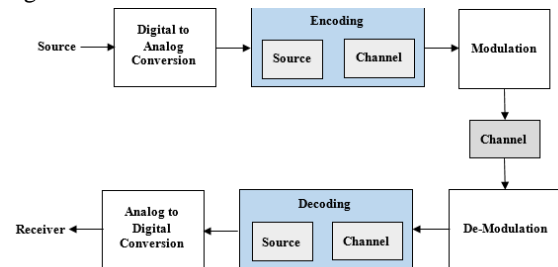 Encoding
Source
Digital to
Analog
Conversion
Source
Channel
Modulation
Channel
Decoding
Receiver
Analog to
Digital
Conversion
Source
Channel
De-Modulation